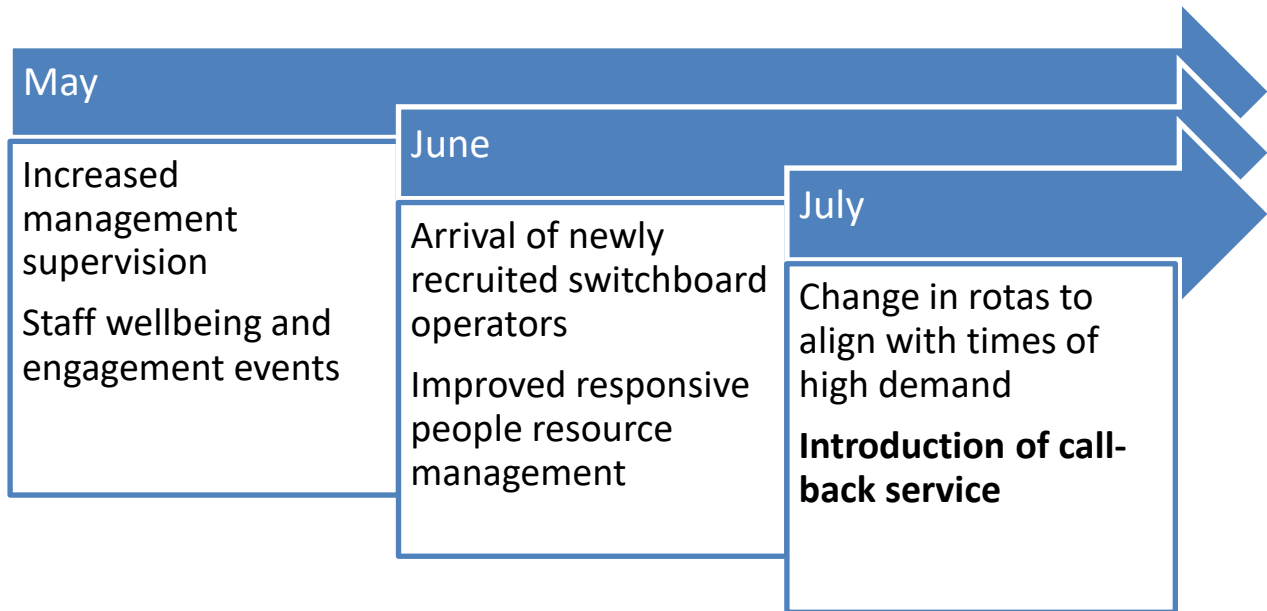 May
Increased
management
supervision
Staff wellbeing and
engagement events
June
Arrival of newly
recruited switchboard
operators
Improved responsive
people resource
management
July
Change in rotas to
align with times of
high demand
Introduction of call-
back service